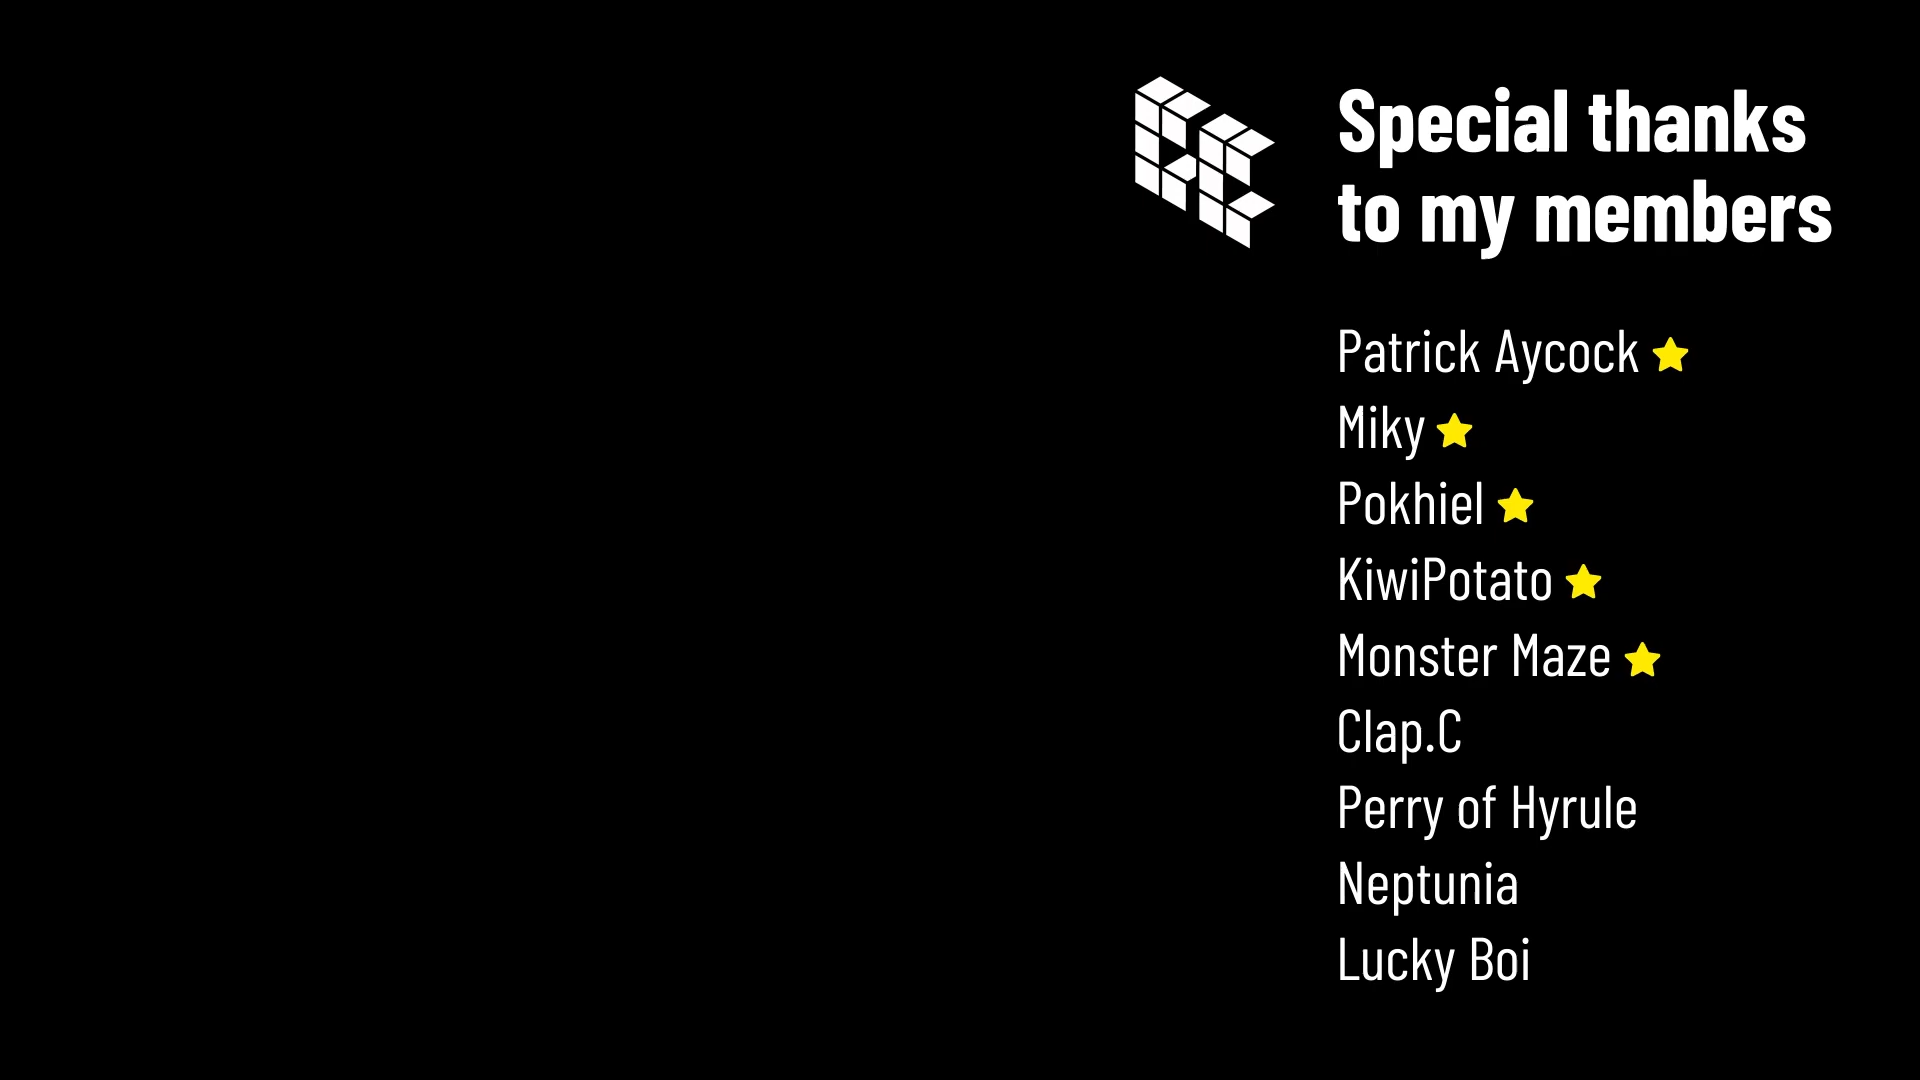 Special thanks
to my members
Patrick Aycock
Miky
Pokhiel
KiwiPotato
Monster Maze
Clap.C
Perry of Hyrule
Neptunia
Lucky Boi